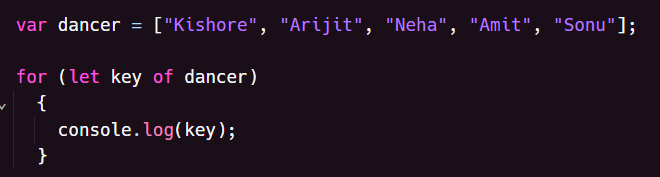 var dancer = ["Kishore", "Arijit", "Neha", "Amit", "Sonu"];
for (let key of dancer)
{
console.log(key);
}